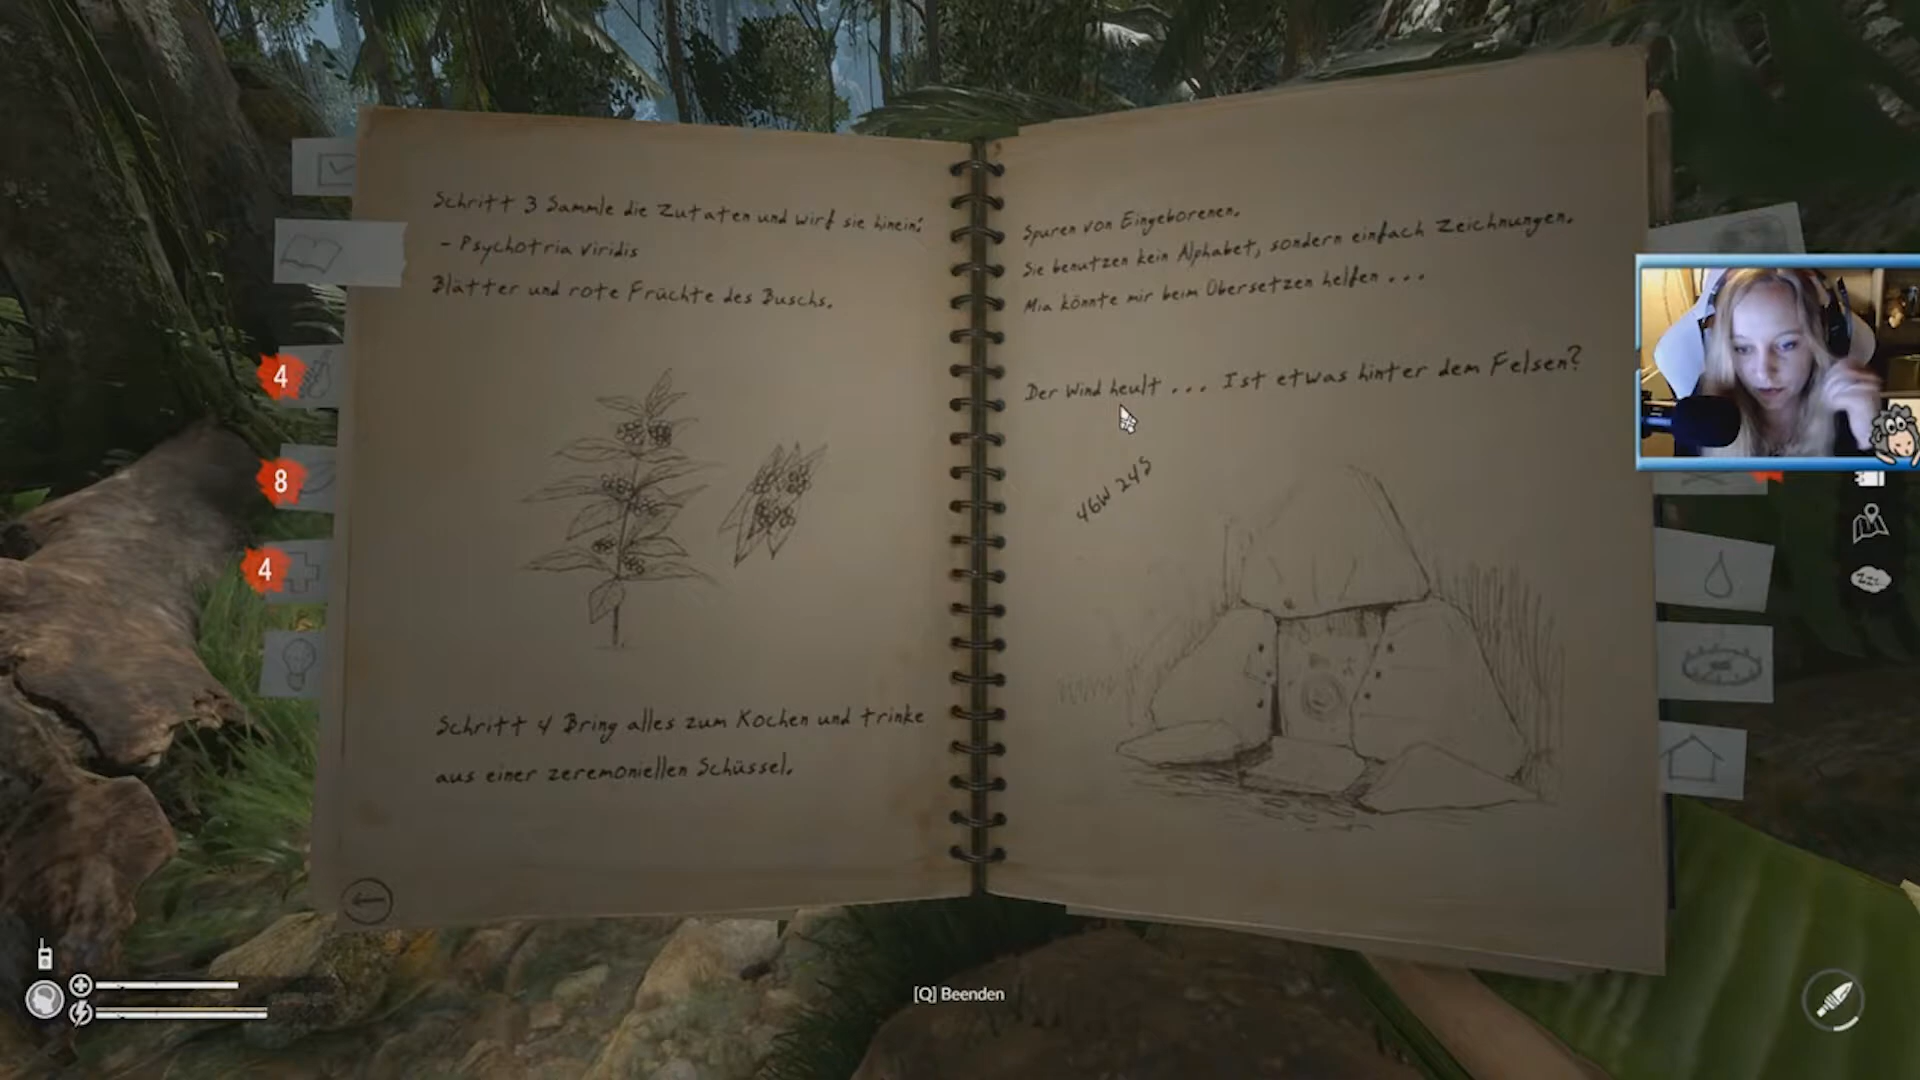 Schritt 3 Sammle die Zutaten und wirf sie hinein:
- Psychotria Viridis
Blätter und rote Früchte des Buschs.
Schritt 4 Bring alles zum Kochen und trinke
aus einer zeremoniellen Schüssel.
Spuren von Eingeborenen.
Sie benutzen kein Alphabet, sondern einfach Zeichnungen.
Mia könnte mir beim Übersetzen helfen . . .
Der Wind heult . . . Ist etwas hinter dem Felsen?
46W 24S
4
8
4
zzz
[Q] Beenden